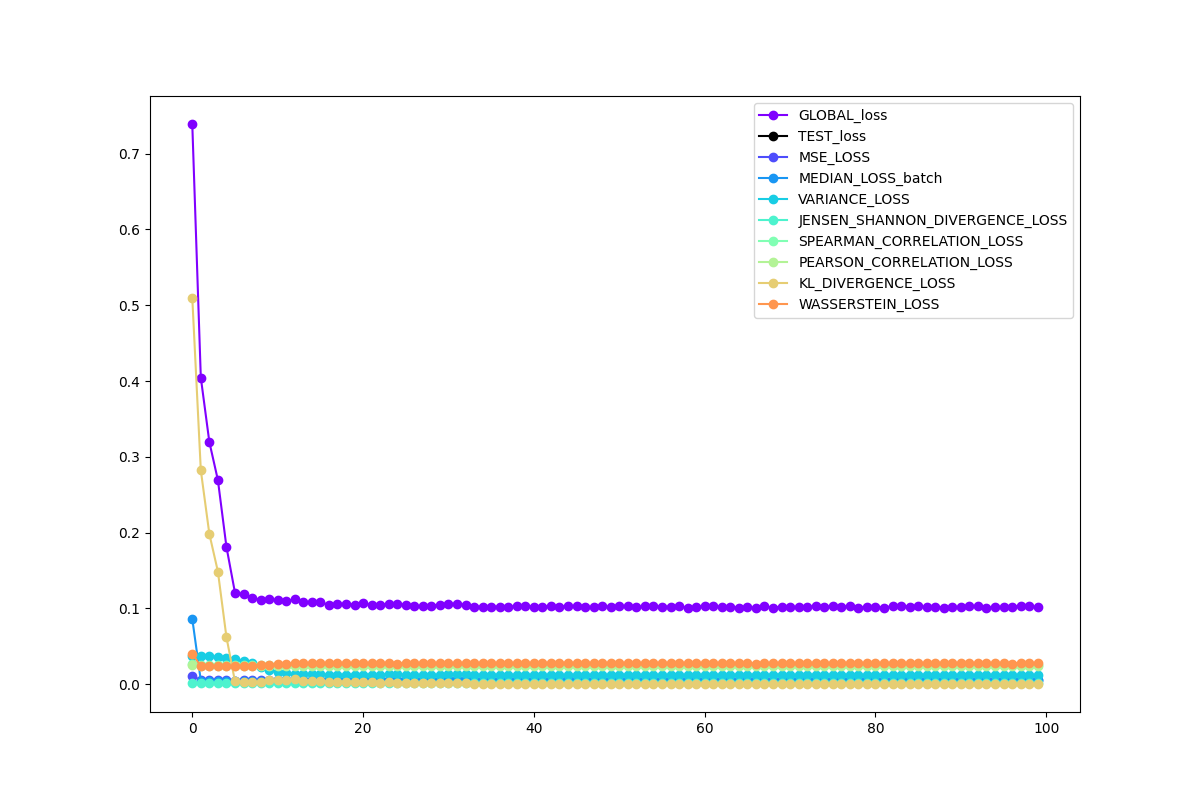 GLOBAL_loss
TEST_loss
MSE_LOSS
MEDIAN_LOSS_batch
VARIANCE_LOSS
JENSEN_SHANNON_DIVERGENCE_LOSS
SPEARMAN_CORRELATION_LOSS
PEARSON_CORRELATION_LOSS
KL_DIVERGENCE_LOSS
WASSERSTEIN_LOSS
0.7
0.6
0.5
0.4
0.3
0.2
0.1
0.0
0 20 40 60 80 100